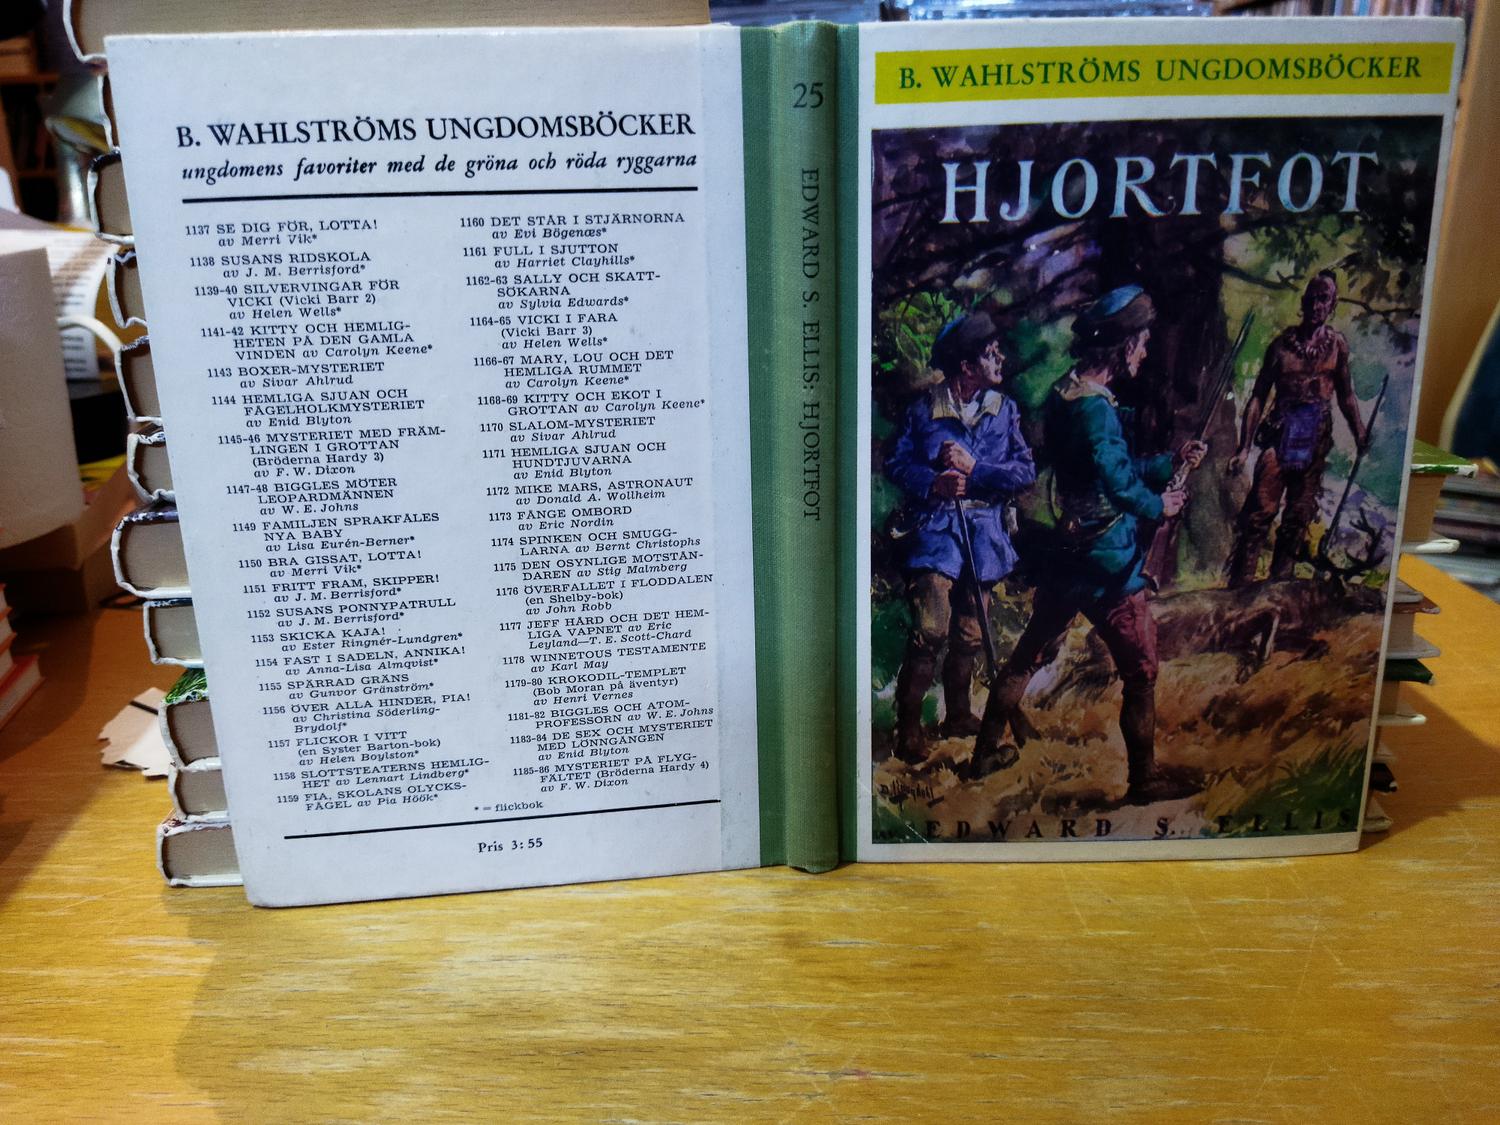 B. WAHLSTRÖMS UNGDOMSBÖCKER
ungdomens favoriter med de gröna och röda ryggarna
1137 SE DIG FÖR, LOTTA!
av Merri Vik*
1138 SUSANS RIDSKOLA
av J. M. Berrisford*
1139-40 SILVERVINGAR FÖR
VICKI (Vicki Barr 2)
av Helen Wells*
1141-42 KITTY OCH HEMLIG-
HETEN PÅ DEN GAMLA
VINDEN av Carolyn Keene*
1143 BOXER-MYSTERIET
av Sivar Ahlrud
1144 HEMLIGA SJUAN OCH
FÅGELHOLKMYSTERIET
av Enid Blyton
1145-46 MYSTERIET MED FRÄM-
LINGEN I GROTTAN
(Bröderna Hardy 3)
av F. W. Dixon
1147-48 BIGGLES MÖTER
LEOPARDMÄNNEN
av W. E. Johns
1149 FAMILJEN SPRAKFÅLES
NYA BABY
av Lisa Eurén-Berner*
1150 BRA GISSAT, LOTTA!
av Merri Vik*
1151 FRITT FRAM, SKIPPER!
av J. M. Berrisford*
1152 SUSANS PONNYPATRULL
av J. M. Berrisford*
1153 SKICKA KAJA!
av Ester Ringnér-Lundgren*
1154 FAST I SADELN, ANNIKA!
av Anna-Lisa Almqvist*
1155 SPÄRRAD GRÄNS
av Gunvor Gränström*
1156 ÖVER ALLA HINDER, PIA!
av Christina Söderling-
Brydolf*
1157 FLICKOR I VITT
(en Syster Barton-bok)
av Helen Boylston*
1158 SLOTTSTEATERNS HEMLIG-
HET av Lennart Lindberg*
1159 FIA, SKOLANS OLYCKS-
FÅGEL av Pia Höök*
1160 DET STÅR I STJÄRNORNA
av Evi Bögenæs*
1161 FULL I SJUTTON
av Harriet Clayhills*
1162-63 SALLY OCH SKATT-
SÖKARNA
av Sylvia Edwards*
1164-65 VICKI I FARA
(Vicki Barr 3)
av Helen Wells*
1166-67 MARY, LOU OCH DET
HEMLIGA RUMMET
av Carolyn Keene*
1168-69 KITTY OCH EKOT I
GROTTAN av Carolyn Keene*
1170 SLALOM-MYSTERIET
av Sivar Ahlrud
1171 HEMLIGA SJUAN OCH
HUNDTJUVARNA
av Enid Blyton
1172 MIKE MARS, ASTRONAUT
av Donald A. Wollheim
1173 FÅNGE OMBORD
av Eric Nordin
1174 SPINKEN OCH SMUGG-
LARNA av Bernt Christophs
1175 DEN OSYNLIGE MOTSTÅN-
DAREN av Stig Malmberg
1176 ÖVERFALLET I FLODDALEN
(en Shelby-bok)
av John Robb
1177 JEFF HÅRD OCH DET HEM-
LIGA VAPNET av Eric
Leyland—T. E. Scott-Chard
1178 WINNETOUS TESTAMENTE
av Karl May
1179-80 KROKODIL-TEMPLET
(Bob Moran på äventyr)
av Henri Vernes
1181-82 BIGGLES OCH ATOM-
PROFESSORN av W. E. Johns
1183-84 DE SEX OCH MYSTERIET
MED LÖNNGÅNGEN
av Enid Blyton
1185-86 MYSTERIET PÅ FLYG-
FÄLTET (Bröderna Hardy 4)
av F. W. Dixon
* = flickbok
Pris 3:55
25
EDWARD S. ELLIS: HJORTFOT
B. WAHLSTRÖMS UNGDOMSBÖCKER
HJORTFOT
AV EDWARD S. ELLIS